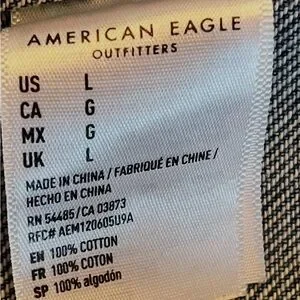 AMERICAN EAGLE
OUTFITTERS
US L
CA G
MX G
UK L
MADE IN CHINA / FABRIQUÉ EN CHINE /
HECHO EN CHINA
RN 54485/CA 03873
RFC# AEM120605U9A
EN 100% COTTON
FR 100% COTON
SP 100% algodón